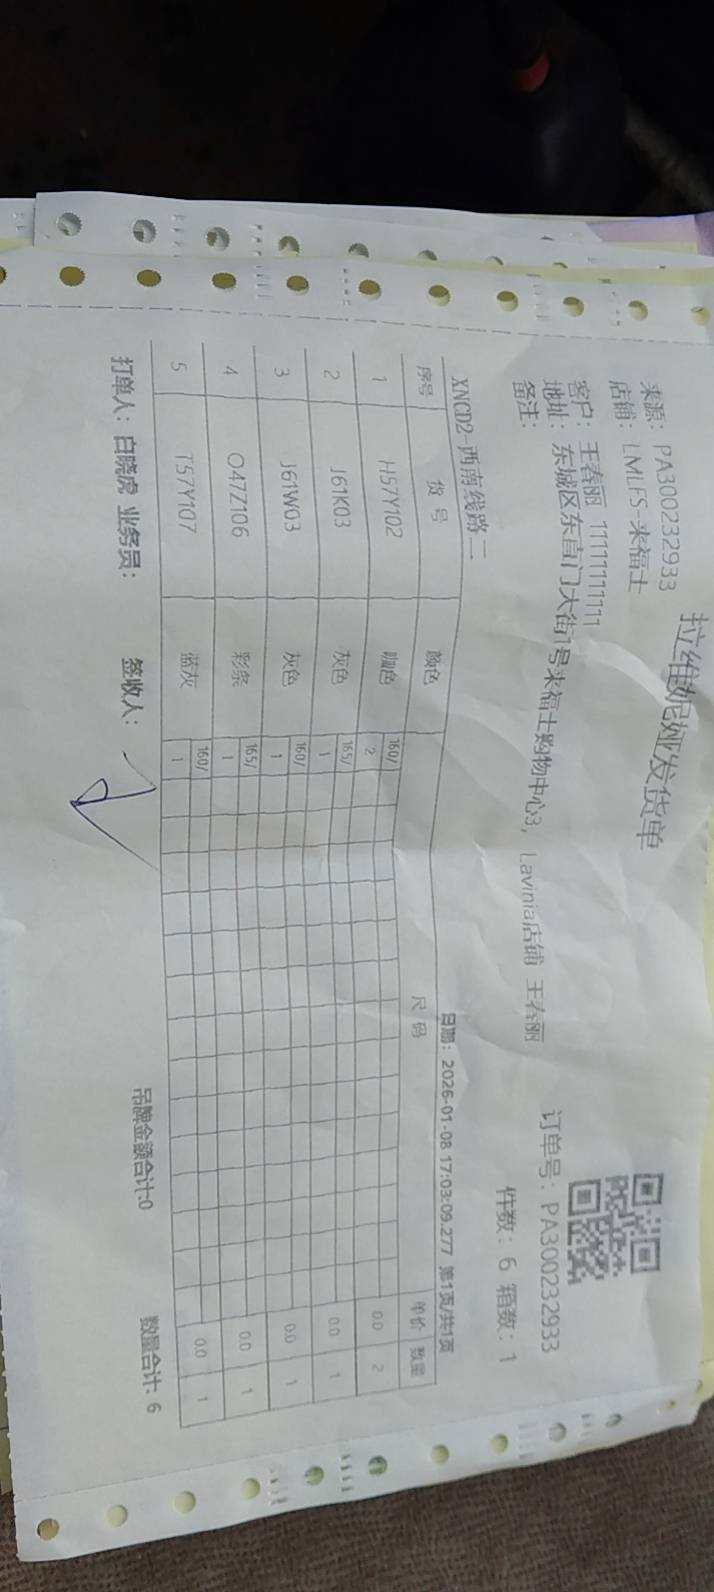 拉维妮娅发货单
来源：PA300232933
店铺：LMLFS-来福士
订单号：PA300232933
客户：王春丽 11111111111
件数：6 箱数：1
地址：东城区东直门大街1号来福士购物中心3，Lavinia店铺 王春丽
备注：
XNCD2-西南线路二
日期：2026-01-08 17:03:09.277 第1页/共1页
序号 货号 颜色 尺码 单价 数量
1 H57Y102 咖色 160/ 2 0.0 2
2 J61K03 灰色 165/ 1 0.0 1
3 J61W03 灰色 160/ 1 0.0 1
4 O47Z106 彩条 165/ 1 0.0 1
5 T57Y107 蓝灰 160/ 1 0.0 1
打单人：白晓虎 业务员： 签收人： 吊牌金额合计:0 数量合计: 6